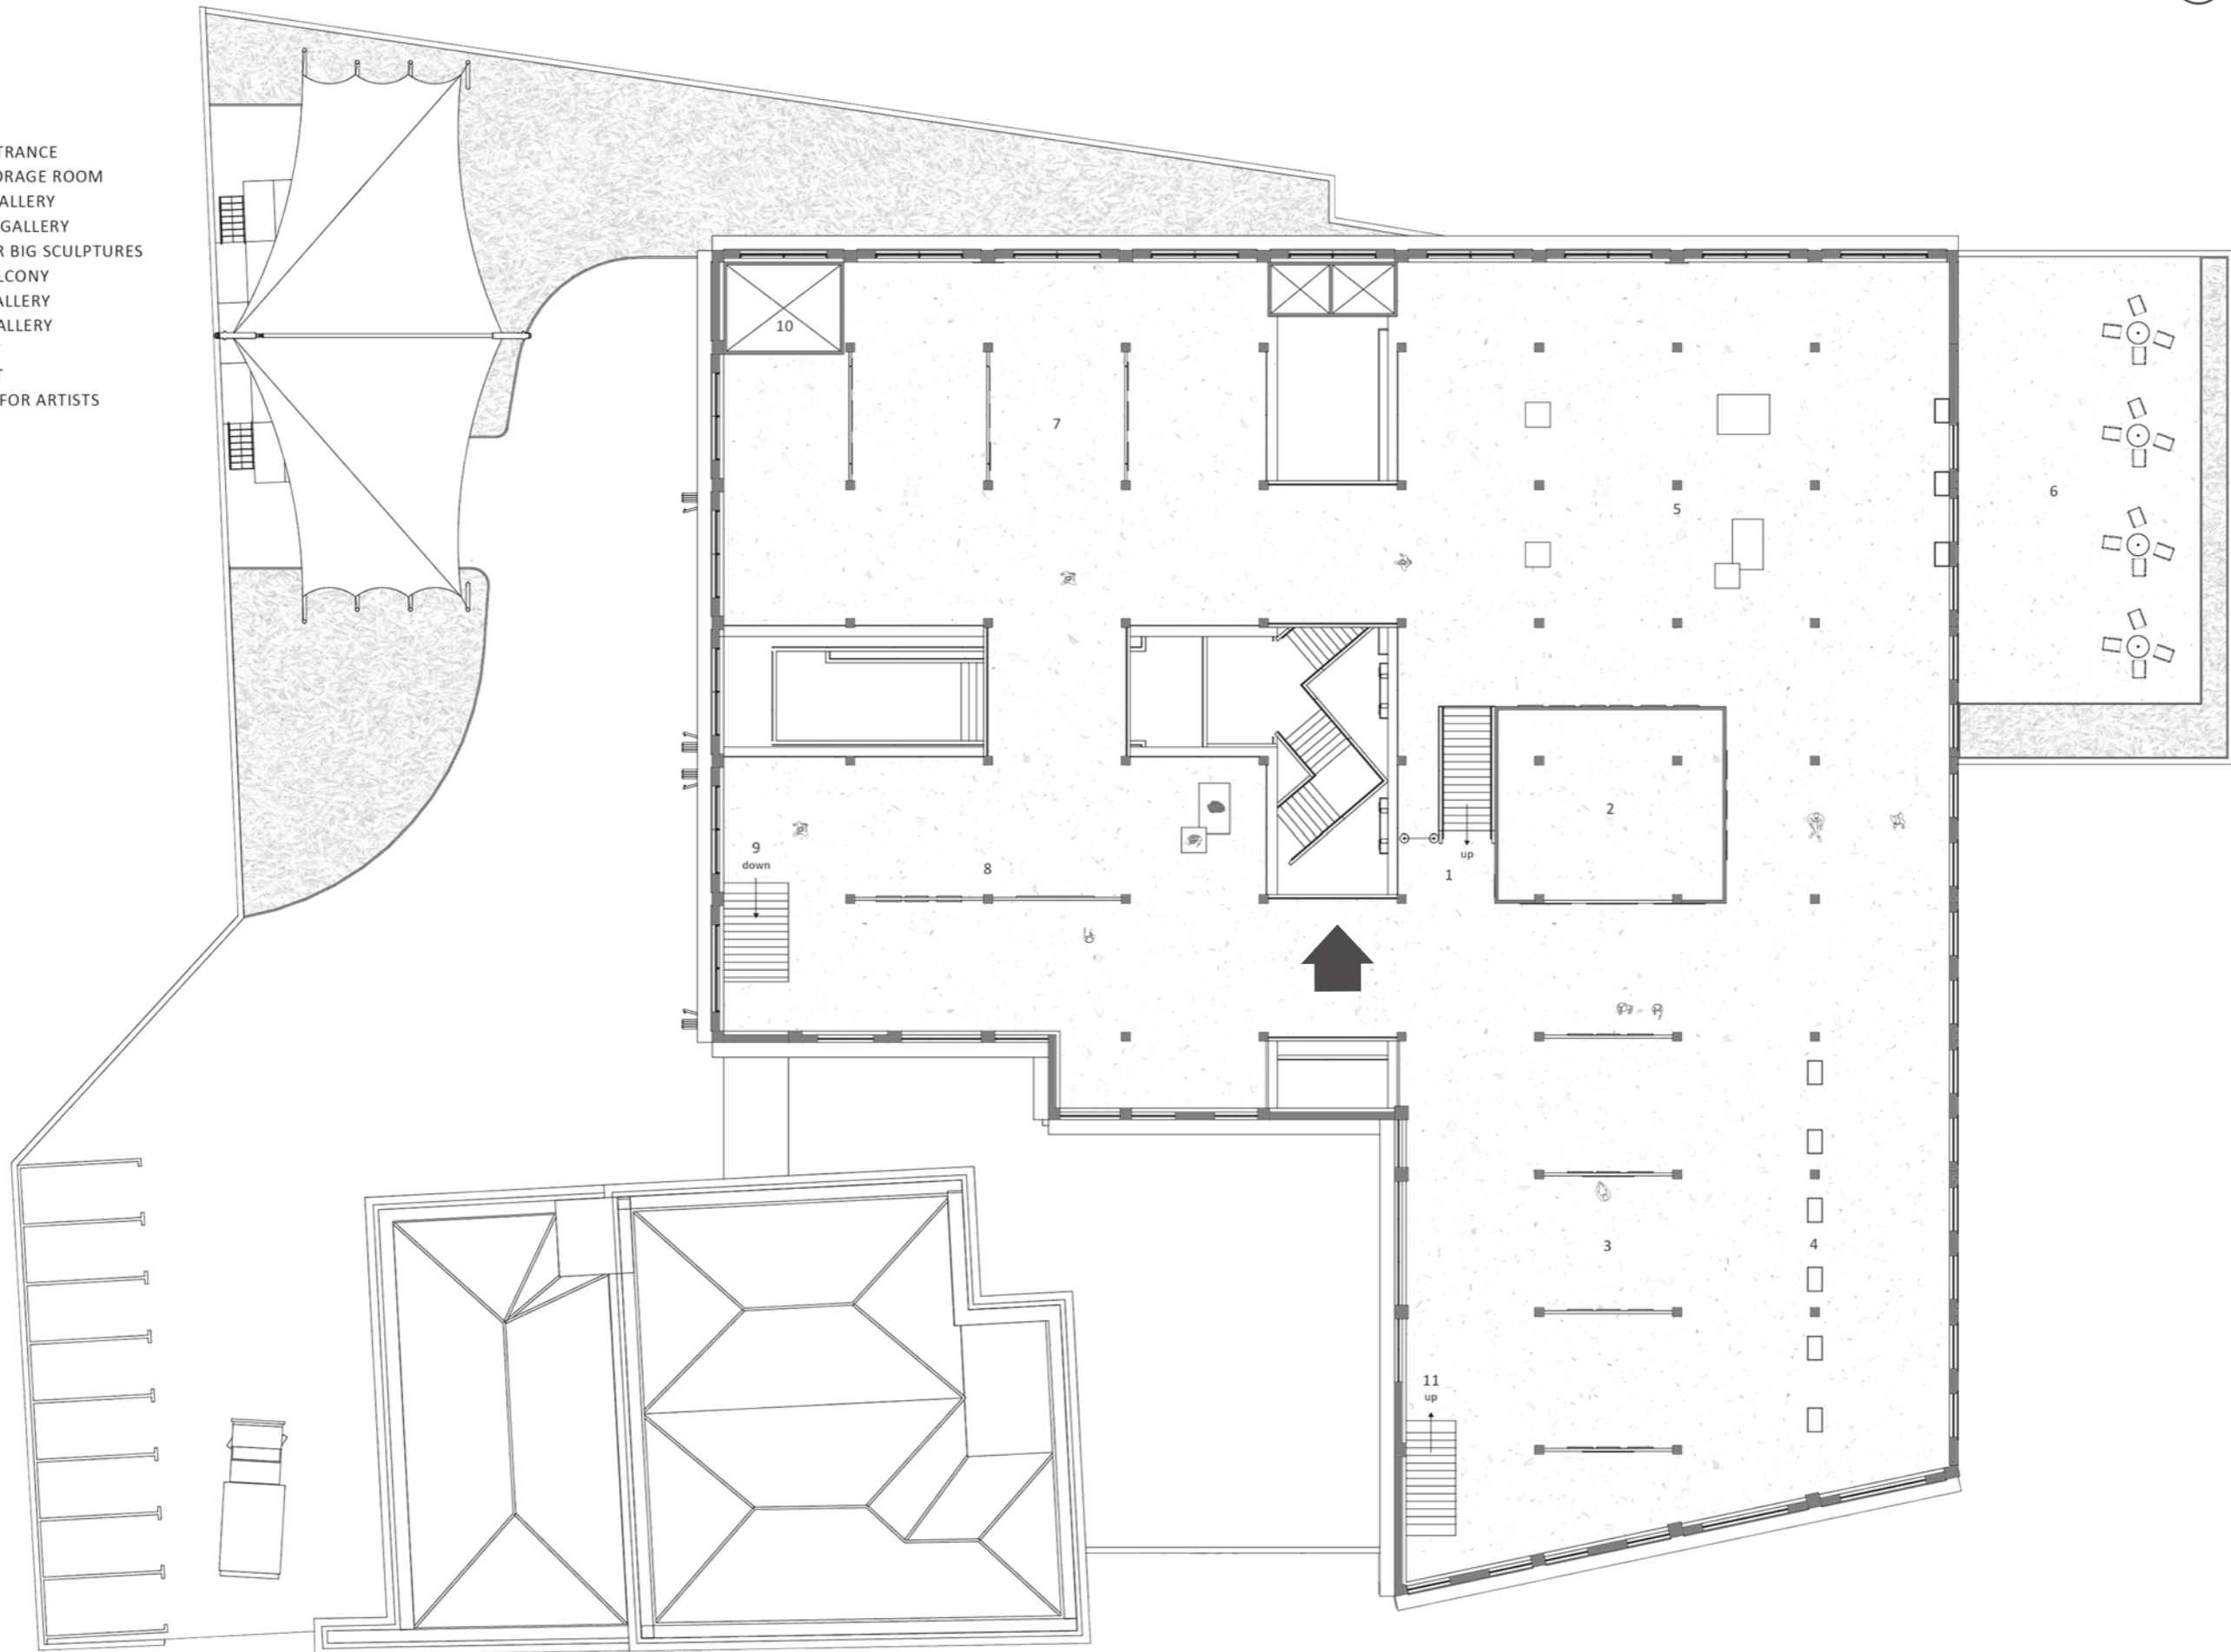 TRANCE
ORAGE ROOM
ALLERY
GALLERY
R BIG SCULPTURES
LCONY
ALLERY
ALLERY
T
FOR ARTISTS
10
7
5
6
9
down
8
up
1
2
3
4
11
up